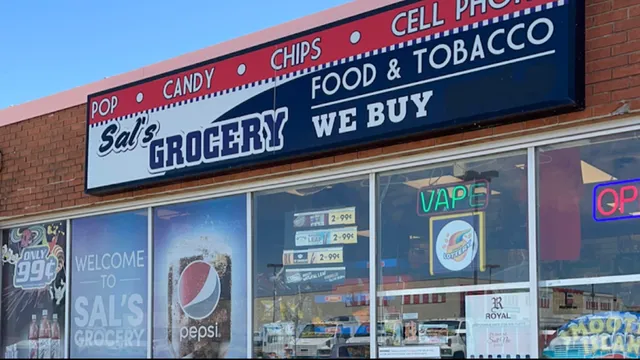 POP • CANDY • CHIPS • CELL PHON
Sal's
GROCERY
FOOD & TOBACCO
WE BUY
ONLY
99¢
WELCOME
TO
SAL'S
GROCERY
pepsi
2-99¢
2-99¢
2-99¢
VAPE
OP
R
ROYAL